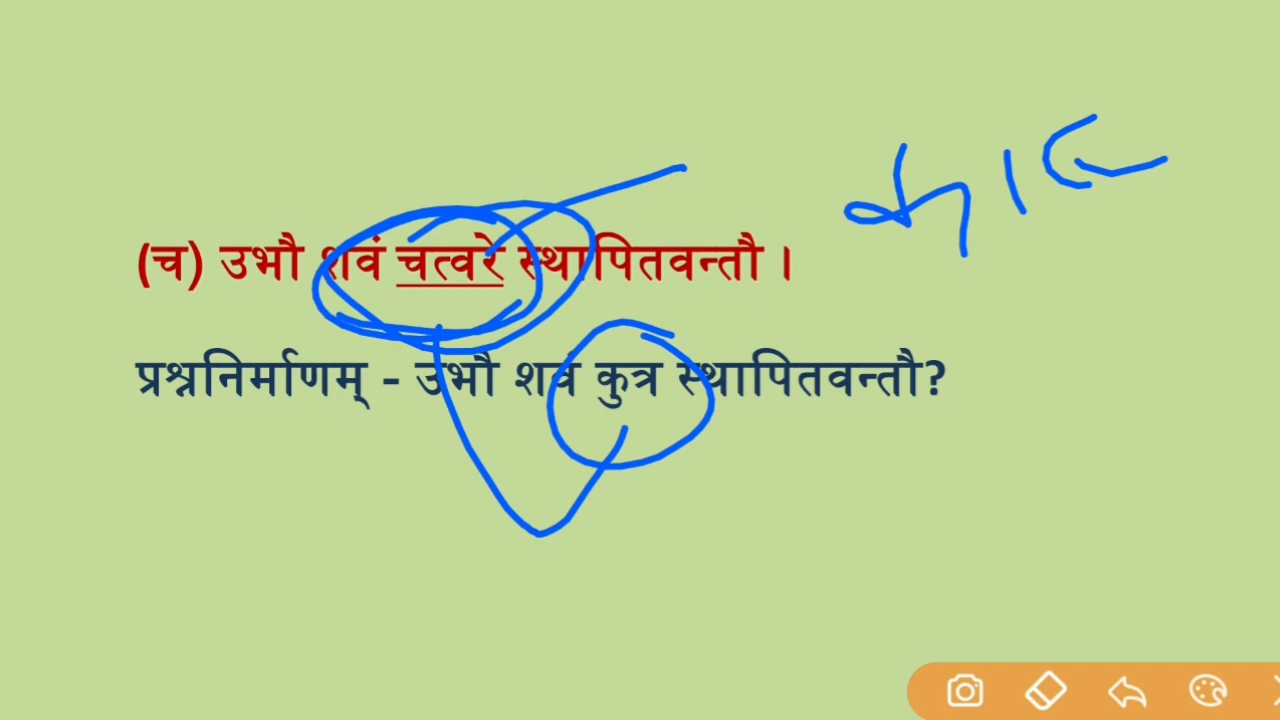 (च) उभौ शवं चत्वरे स्थापितवन्तौ ।
प्रश्ननिर्माणम् - उभौ शवं कुत्र स्थापितवन्तौ?